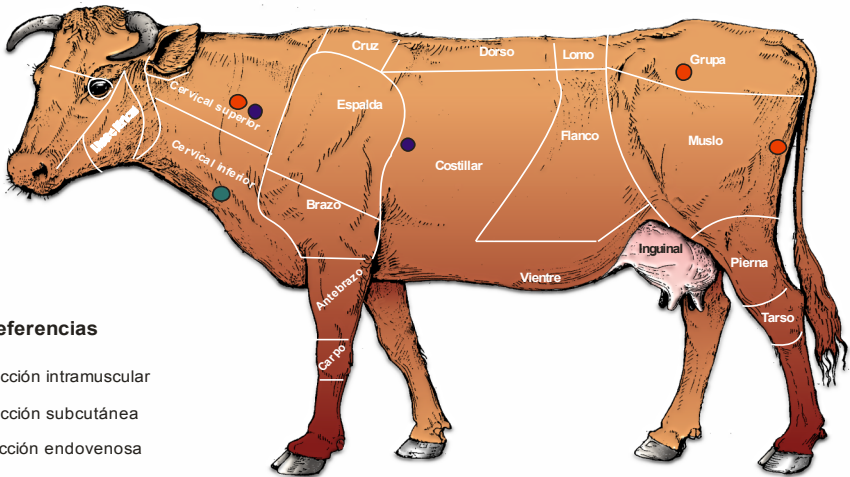 Cruz
Dorso
Lomo
Grupa
Cervical superior
Espalda
Flanco
Muslo
Costillar
Cervical inferior
Brazo
Inguinal
Pierna
Vientre
Antebrazo
Tarso
Carpo
eferencias
cción intramuscular
cción subcutánea
cción endovenosa